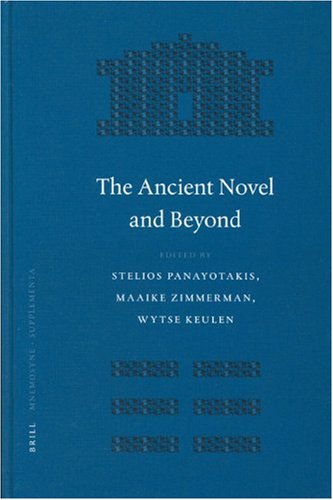 The Ancient Novel
and Beyond
EDITED BY
STELIOS PANAYOTAKIS,
MAAIKE ZIMMERMAN,
WYTSE KEULEN
BRILL MNEMOSYNE · SUPPLEMENTA